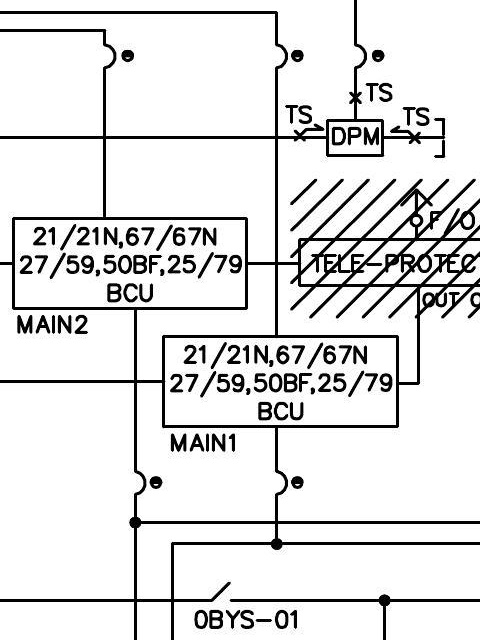 TS
TS
TS
DPM
21/21N,67/67N
27/59,50BF,25/79
BCU
MAIN2
F/O
TELE-PROTEC
OUT
21/21N,67/67N
27/59,50BF,25/79
BCU
MAIN1
0BYS-01